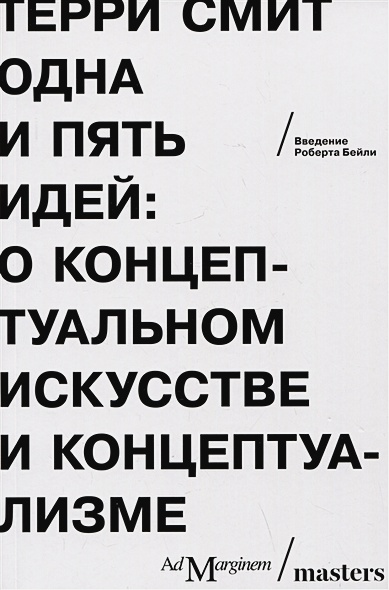 ТЕРРИ СМИТ
ОДНА
И ПЯТЬ
ИДЕЙ:
О КОНЦЕП-
ТУАЛЬНОМ
ИСКУССТВЕ
И КОНЦЕПТУА-
ЛИЗМЕ
/Введение
Роберта Бейли
Ad Marginem /masters